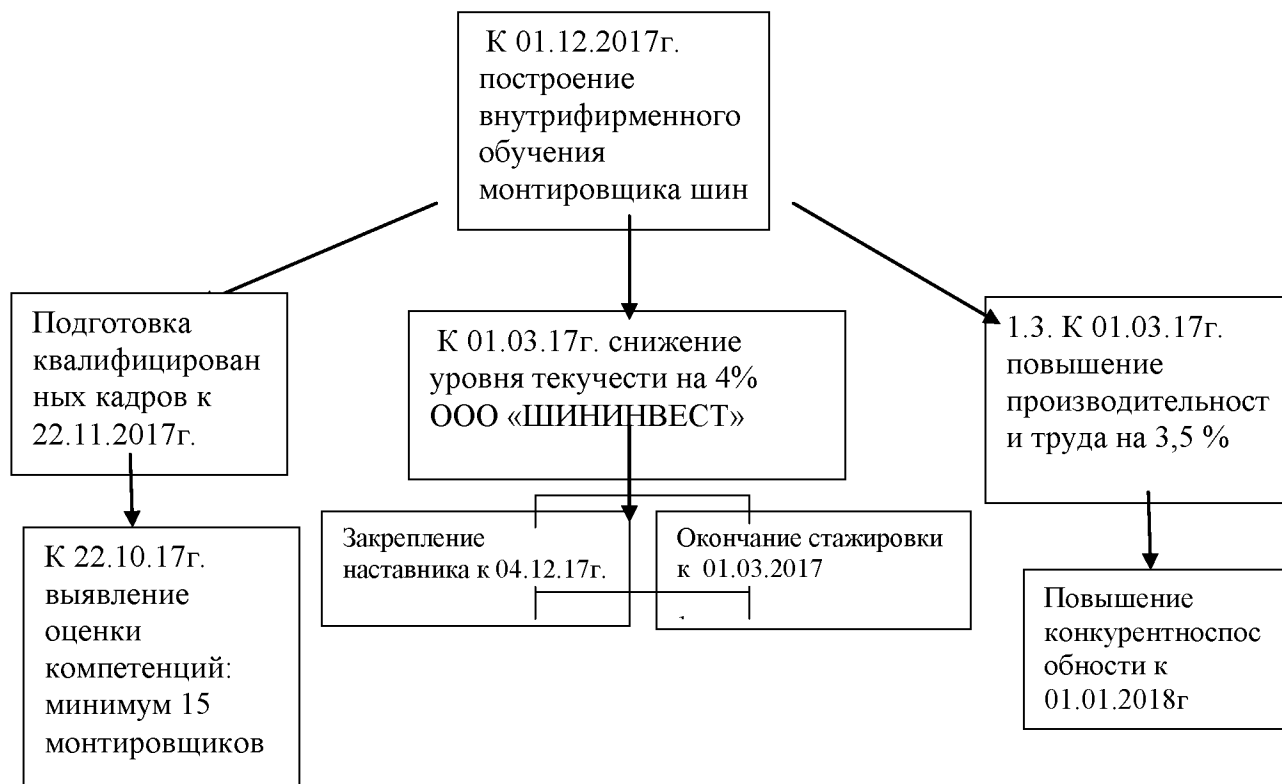 К 01.12.2017г.
построение
внутрифирменного
обучения
монтировщика шин
Подготовка
квалифицирован
ных кадров к
22.11.2017г.
К 01.03.17г. снижение
уровня текучести на 4%
ООО «ШИНИНВЕСТ»
1.3. К 01.03.17г.
повышение
производительност
и труда на 3,5 %
К 22.10.17г.
выявление
оценки
компетенций:
минимум 15
монтировщиков
Закрепление
наставника к 04.12.17г.
Окончание стажировки
к 01.03.2017
Повышение
конкурентноспос
обности к
01.01.2018г